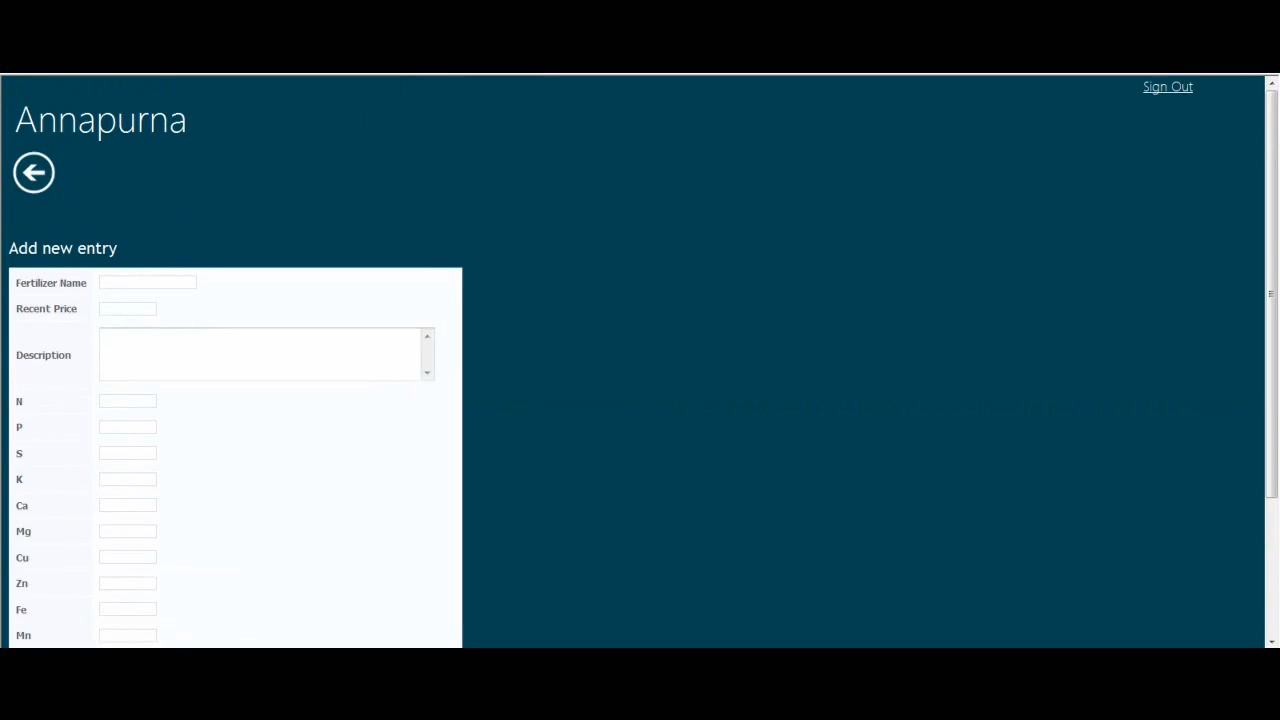 Sign Out
Annapurna
Add new entry
Fertilizer Name
Recent Price
Description
N
P
S
K
Ca
Mg
Cu
Zn
Fe
Mn